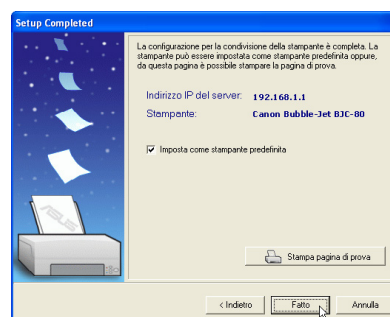 Setup Completed
La configurazione per la condivisione della stampante è completa. La
stampante può essere impostata come stampante predefinita oppure,
da questa pagina è possibile stampare la pagina di prova.
Indirizzo IP del server: 192.168.1.1
Stampante: Canon Bubble-Jet BJC-80
Imposta come stampante predefinita
ASUS
Stampa pagina di prova
< Indietro Fatto Annulla